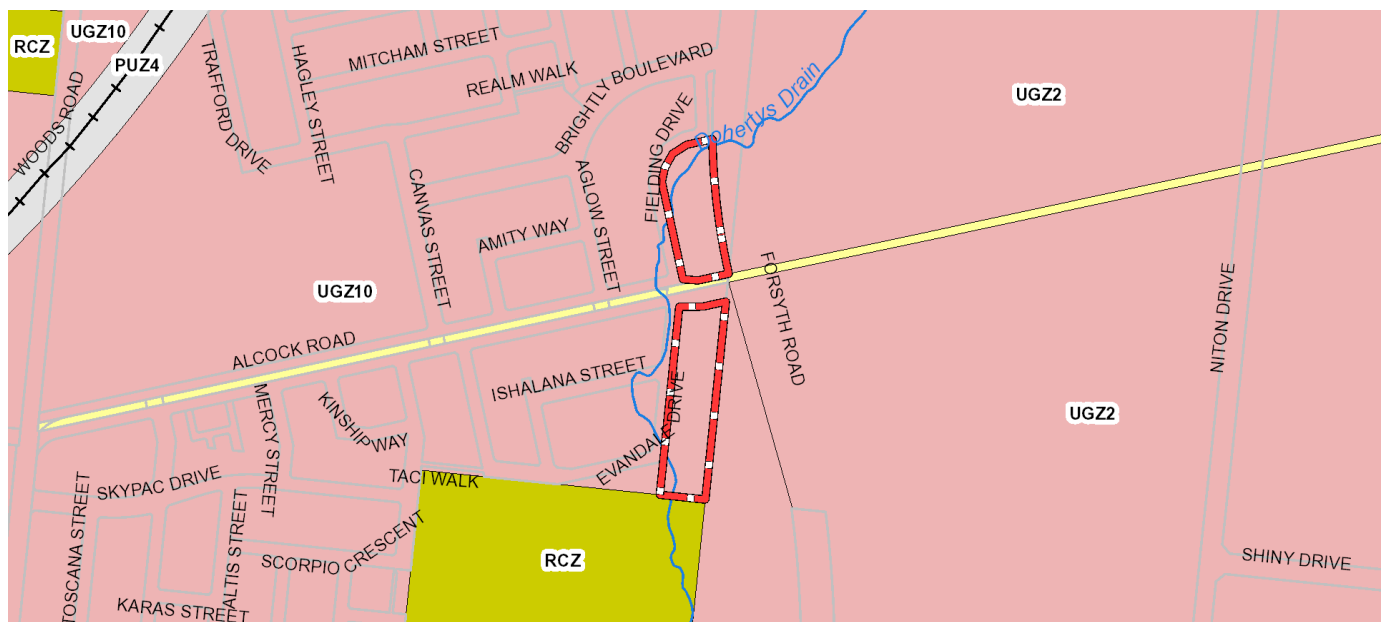 RCZ
UGZ10
PUZ4
WOODS ROAD
TRAFFORD DRIVE
HAGLEY STREET
MITCHAM STREET
REALM WALK
BRIGHTLY BOULEVARD
FIELDING DRIVE
Dohertys Drain
UGZ2
CANVAS STREET
AMITY WAY
AGLOW STREET
UGZ10
FORSYTH ROAD
NITON DRIVE
ALCOCK ROAD
MERCY STREET
KINSHIP WAY
ISHALANA STREET
EVANDALE DRIVE
UGZ2
TOSCANA STREET
SKYPAC DRIVE
ALTIS STREET
TACI WALK
SCORPIO CRESCENT
KARAS STREET
RCZ
SHINY DRIVE